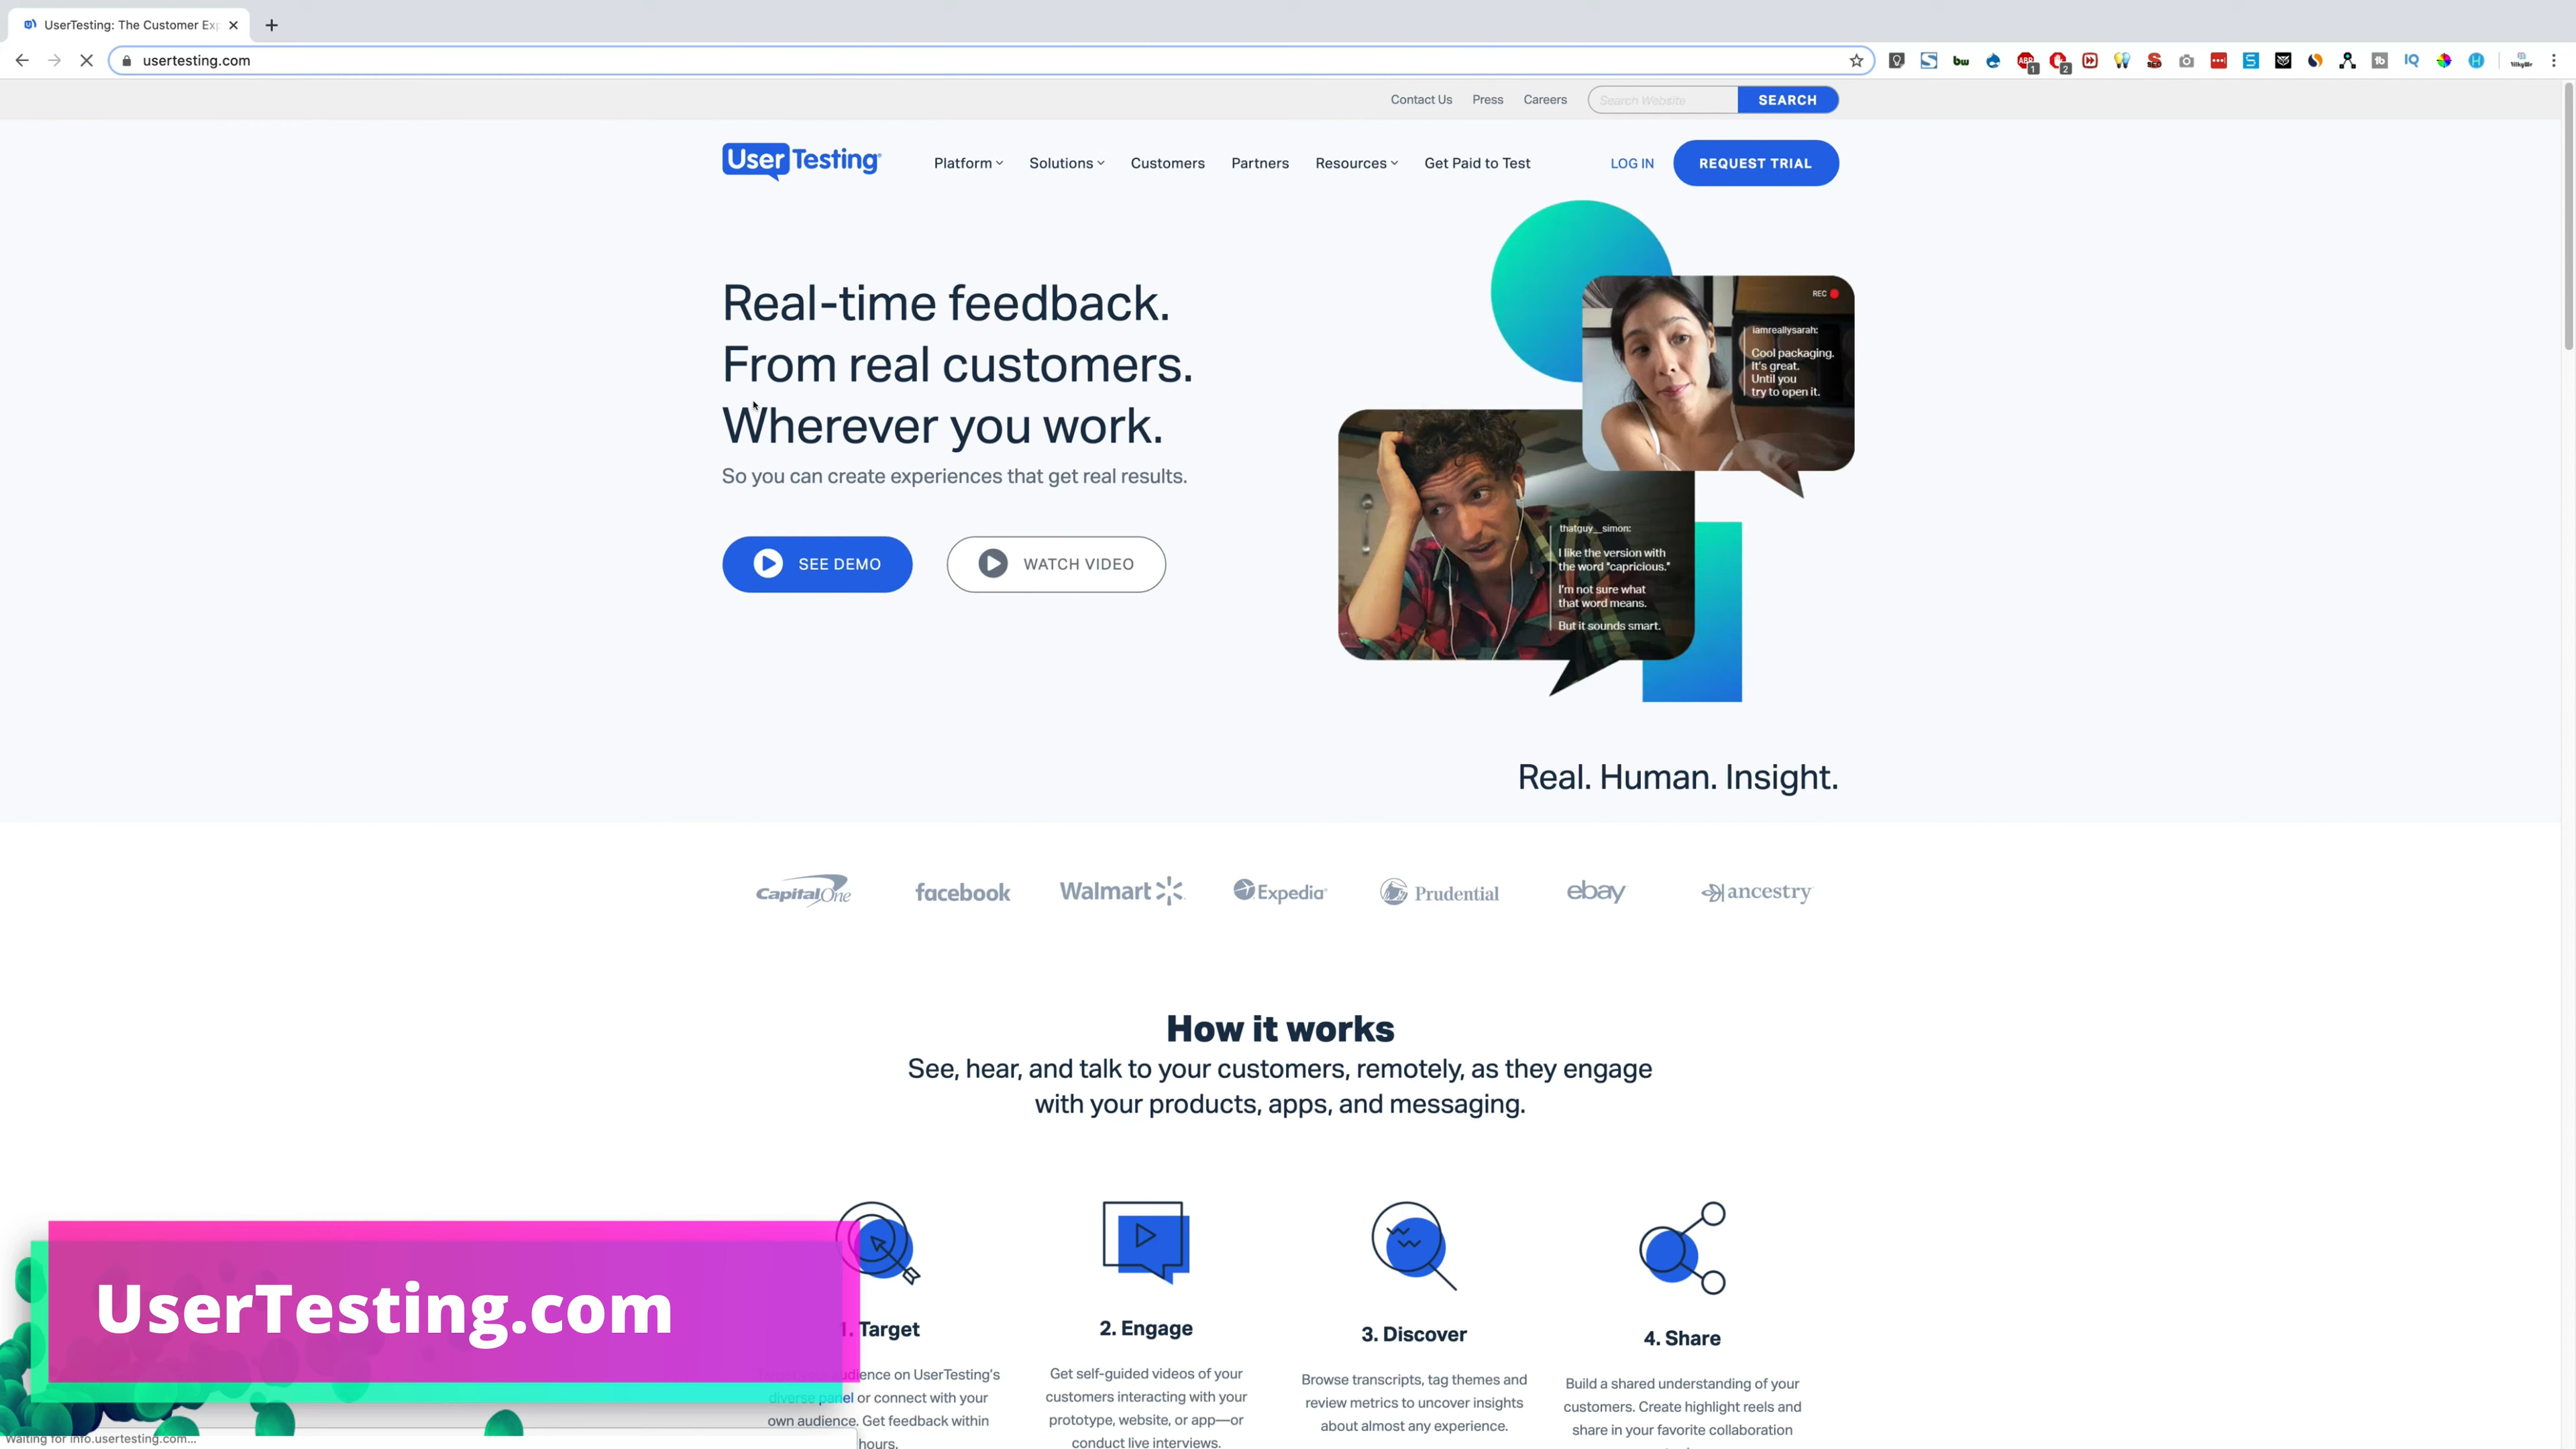 UserTesting: The Customer Exp
usertesting.com
Contact Us Press Careers Search Website SEARCH
User Testing Platform Solutions Customers Partners Resources Get Paid to Test LOG IN REQUEST TRIAL
Real-time feedback.
From real customers.
Wherever you work.
So you can create experiences that get real results.
SEE DEMO WATCH VIDEO
REC
iamreallysarah:
Cool packaging.
It's great.
Until you
try to open it.
thatguy_simon:
I like the version with
the word "capricious."
I'm not sure what
that word means.
But it sounds smart.
Real. Human. Insight.
CapitalOne facebook Walmart Expedia Prudential ebay ancestry
How it works
See, hear, and talk to your customers, remotely, as they engage
with your products, apps, and messaging.
1. Target
udience on UserTesting's
diverse panel or connect with your
own audience. Get feedback within
hours.
2. Engage
Get self-guided videos of your
customers interacting with your
prototype, website, or app—or
conduct live interviews.
3. Discover
Browse transcripts, tag themes and
review metrics to uncover insights
about almost any experience.
4. Share
Build a shared understanding of your
customers. Create highlight reels and
share in your favorite collaboration
UserTesting.com
Waiting for info.usertesting.com...